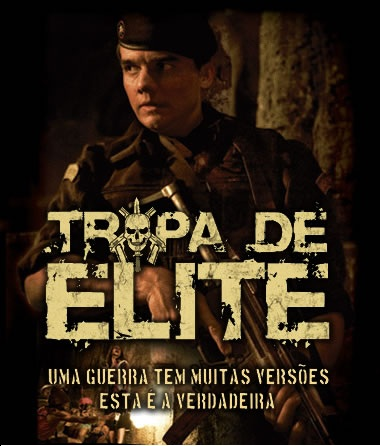 TROPA DE
ELITE
UMA GUERRA TEM MUITAS VERSÕES
ESTA É A VERDADEIRA